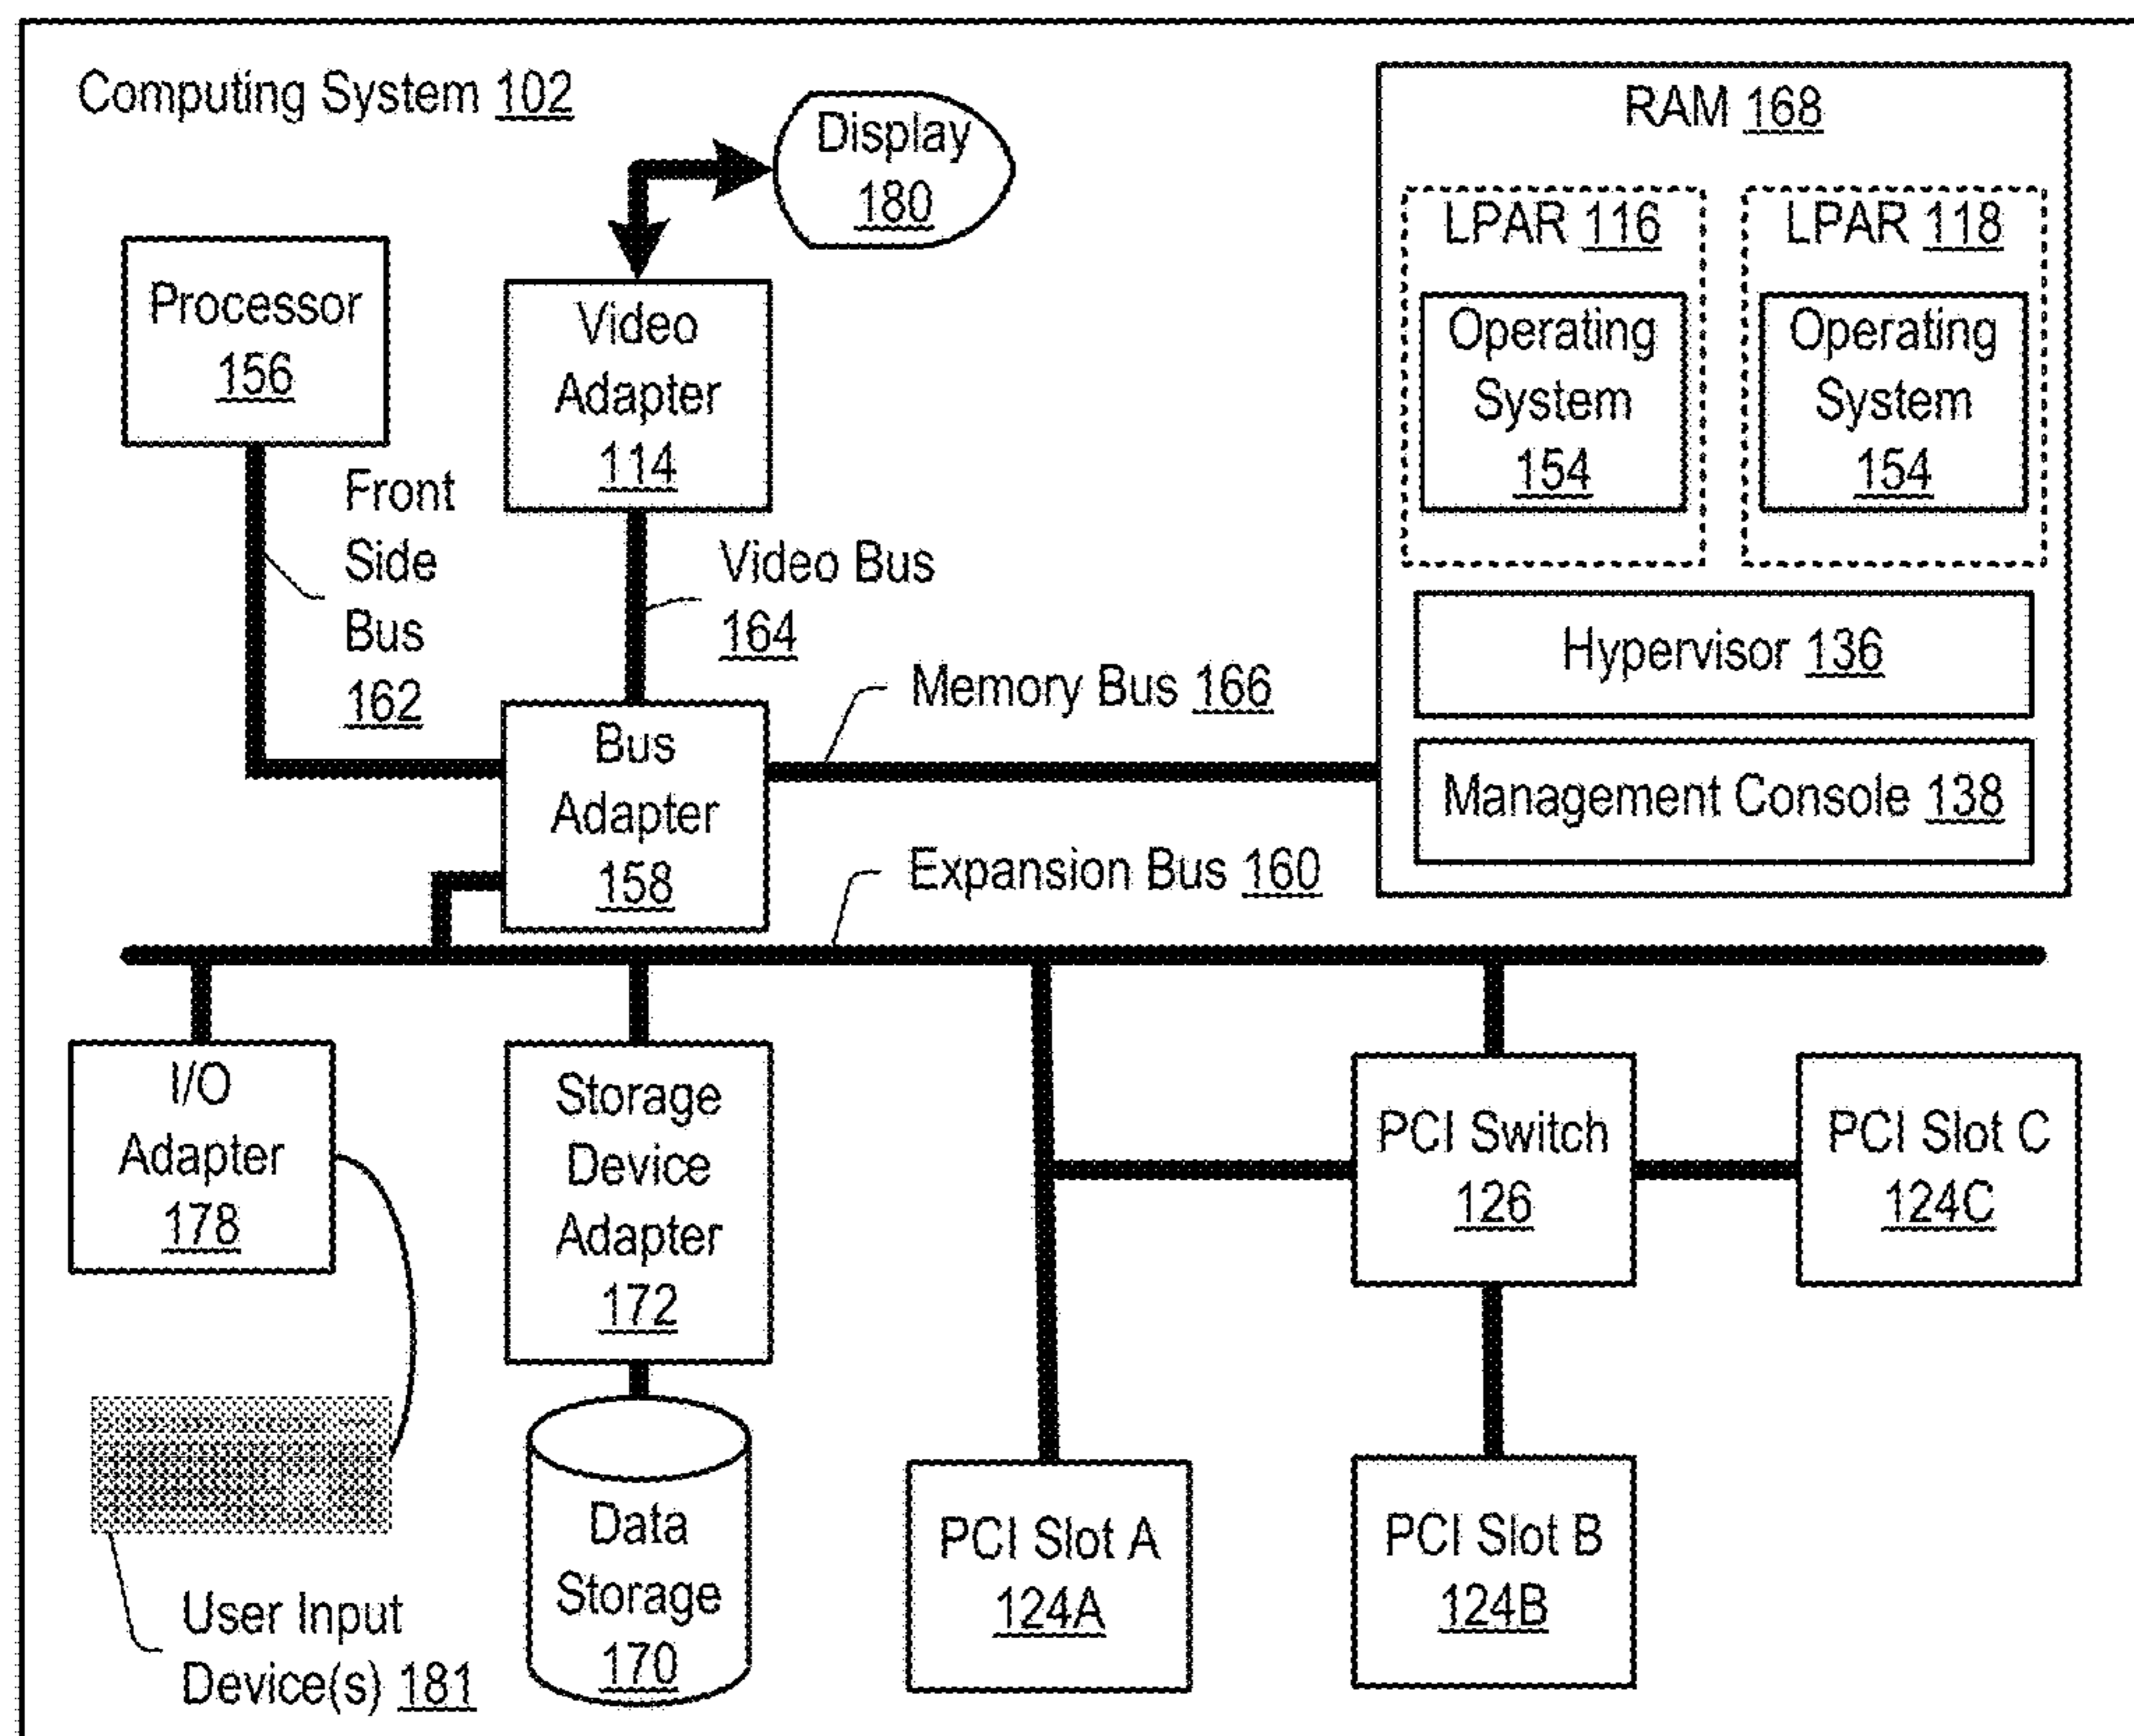 Computing System 102
Display
180
Processor
156
Video
Adapter
114
Front
Side
Bus
162
Video Bus
164
Memory Bus 166
Bus
Adapter
158
Expansion Bus 160
RAM 168
LPAR 116
Operating
System
154
LPAR 118
Operating
System
154
Hypervisor 136
Management Console 138
I/O
Adapter
178
Storage
Device
Adapter
172
PCI Switch
126
PCI Slot C
124C
User Input
Device(s) 181
Data
Storage
170
PCI Slot A
124A
PCI Slot B
124B